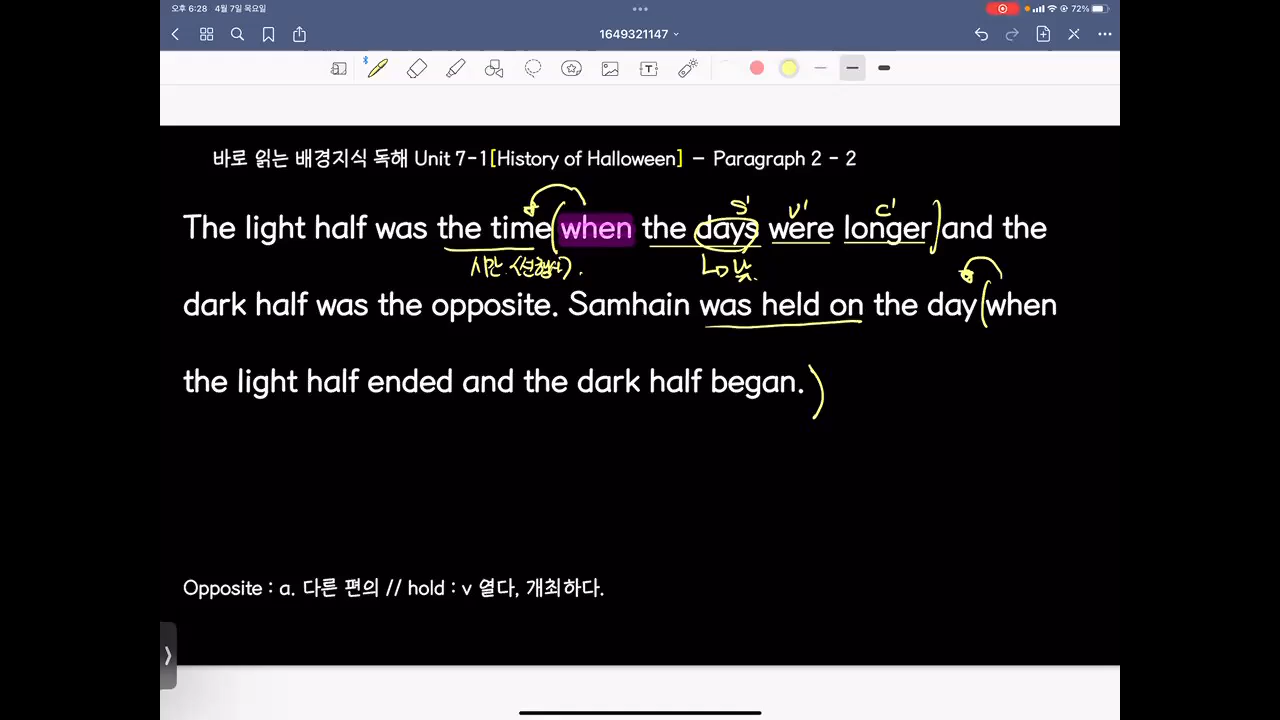 오후 6:28 4월 7일 목요일
72%
1649321147
바로 읽는 배경지식 독해 Unit 7-1[History of Halloween] – Paragraph 2 - 2
S' V' C'
The light half was the time(when the days were longer)and the
시간 (선행사). 낮.
dark half was the opposite. Samhain was held on the day(when
the light half ended and the dark half began.)
Opposite : a. 다른 편의 // hold : v 열다, 개최하다.